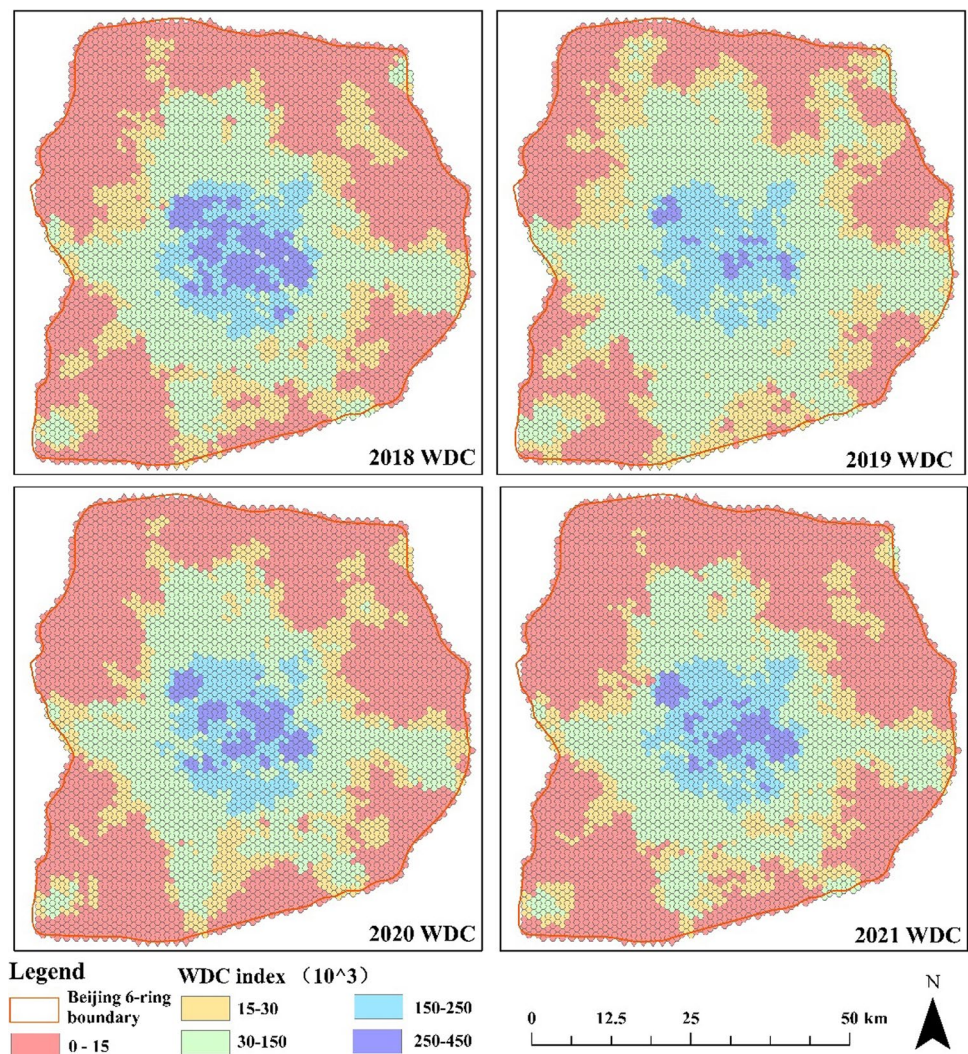 2018 WDC
2019 WDC
2020 WDC
2021 WDC
Legend
WDC index （10^3）
Beijing 6-ring
boundary
15-30
150-250
0 - 15
30-150
250-450
0 12.5 25 50 km
N